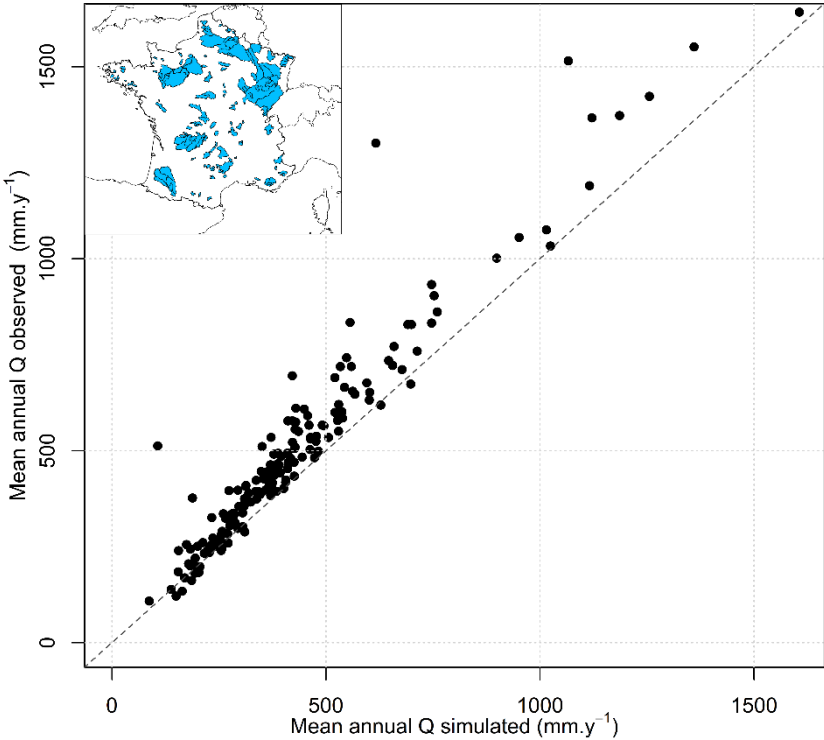 1500
1000
500
0
Mean annual Q observed (mm.y⁻¹)
0 500 1000 1500
Mean annual Q simulated (mm.y⁻¹)